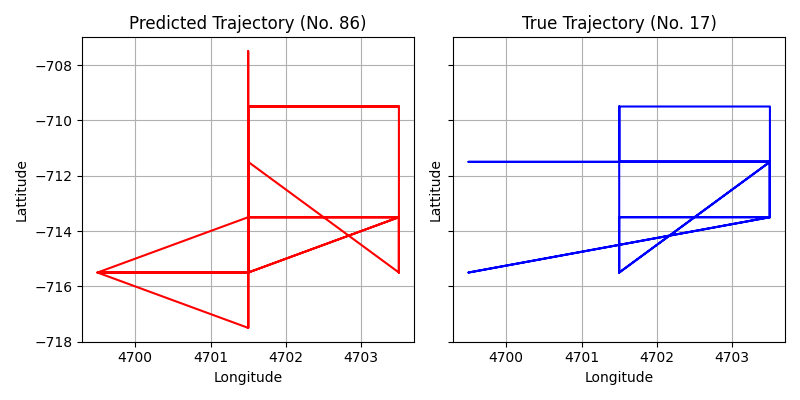 Predicted Trajectory (No. 86)
True Trajectory (No. 17)
−708
−710
−712
−714
−716
−718
Lattitude
Lattitude
4700 4701 4702 4703
4700 4701 4702 4703
Longitude
Longitude